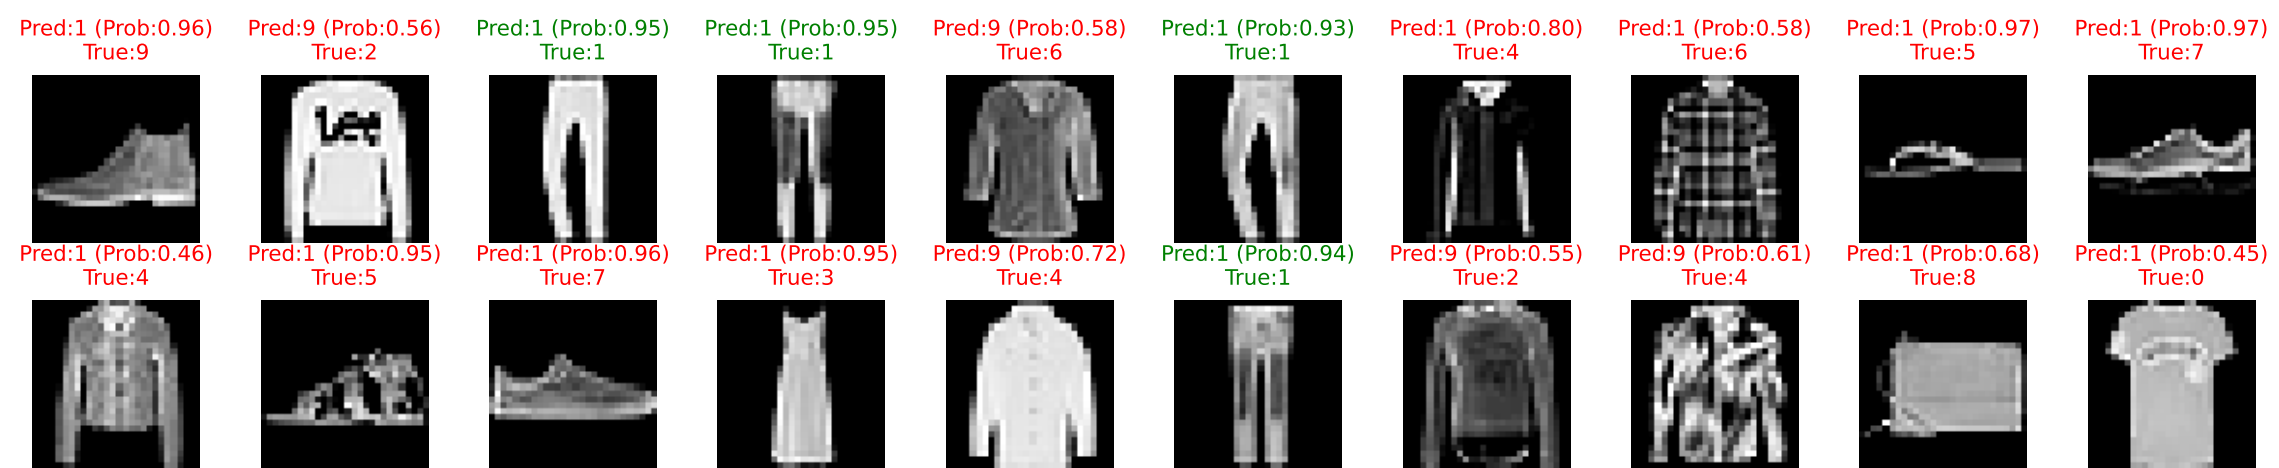 Pred:1 (Prob:0.96) Pred:9 (Prob:0.56) Pred:1 (Prob:0.95) Pred:1 (Prob:0.95) Pred:9 (Prob:0.58) Pred:1 (Prob:0.93) Pred:1 (Prob:0.80) Pred:1 (Prob:0.58) Pred:1 (Prob:0.97) Pred:1 (Prob:0.97)
True:9 True:2 True:1 True:1 True:6 True:1 True:4 True:6 True:5 True:7
Lee
Pred:1 (Prob:0.46) Pred:1 (Prob:0.95) Pred:1 (Prob:0.96) Pred:1 (Prob:0.95) Pred:9 (Prob:0.72) Pred:1 (Prob:0.94) Pred:9 (Prob:0.55) Pred:9 (Prob:0.61) Pred:1 (Prob:0.68) Pred:1 (Prob:0.45)
True:4 True:5 True:7 True:3 True:4 True:1 True:2 True:4 True:8 True:0